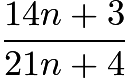 14n + 3
21n + 4